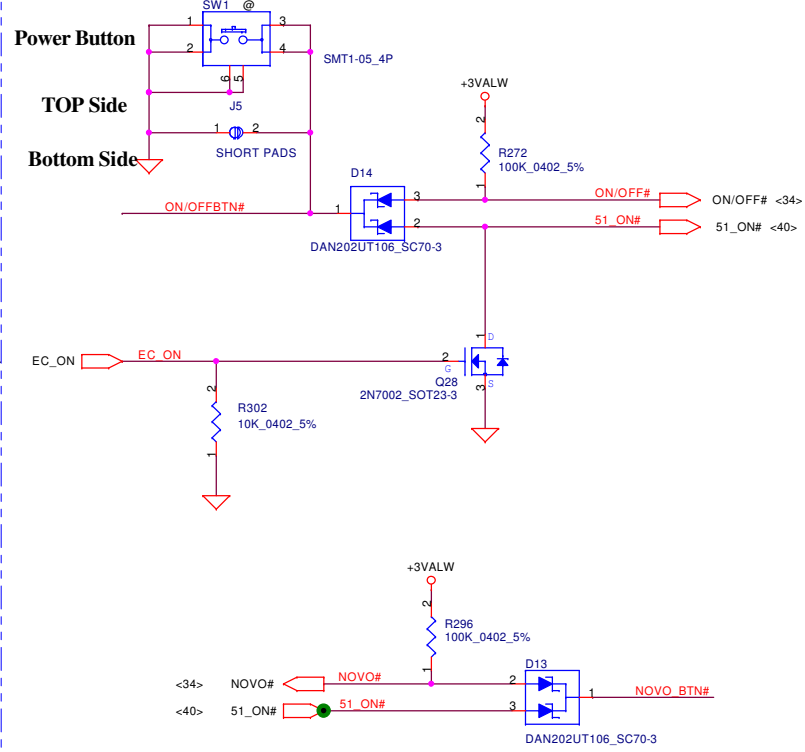 SW1 @
1 3
Power Button
2 4
SMT1-05_4P
6 5
+3VALW
TOP Side
J5
1 2
2
R272
100K_0402_5%
SHORT PADS
Bottom Side
D14
1
ON/OFFBTN#
1 3
ON/OFF#
ON/OFF# <34>
2
51_ON#
51_ON# <40>
DAN202UT106_SC70-3
1
D
EC_ON
EC_ON
2
G
Q28
2N7002_SOT23-3
3
S
2
R302
10K_0402_5%
1
+3VALW
2
R296
100K_0402_5%
1
D13
<34> NOVO#
NOVO#
2
1
NOVO_BTN#
<40> 51_ON#
51_ON#
3
DAN202UT106_SC70-3